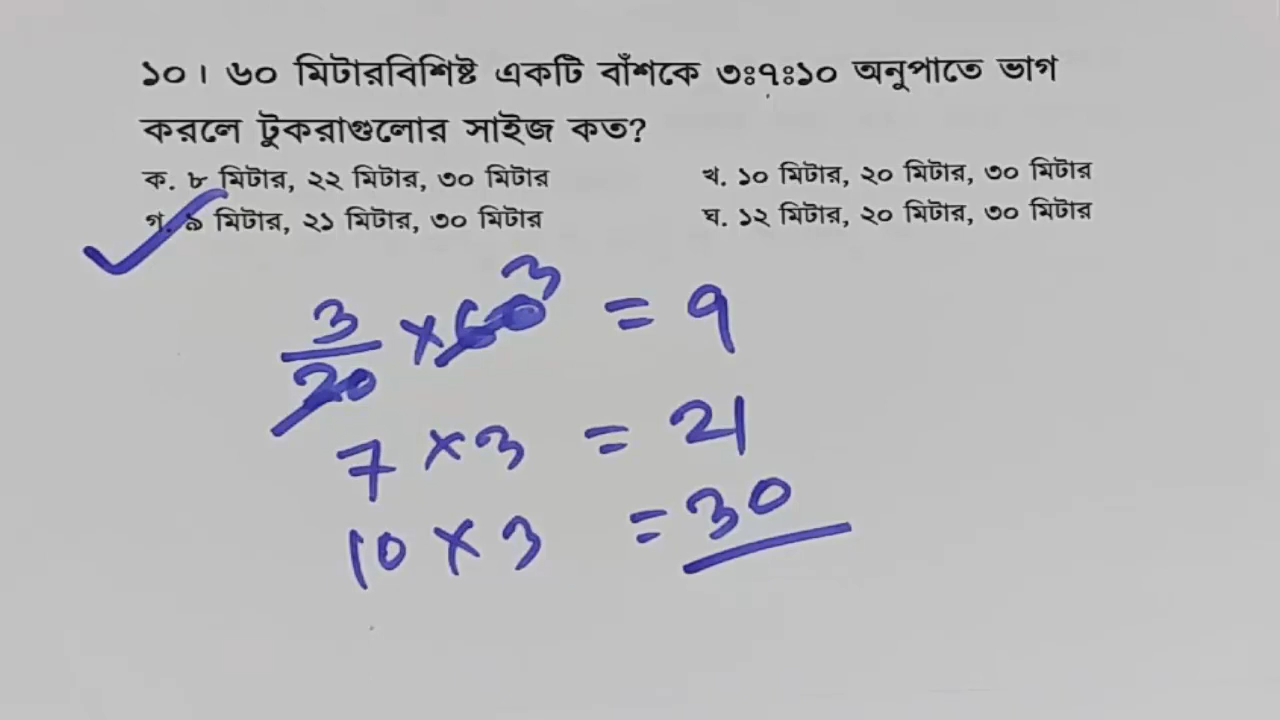 ১০। ৬০ মিটারবিশিষ্ট একটি বাঁশকে ৩ঃ৭ঃ১০ অনুপাতে ভাগ
করলে টুকরাগুলোর সাইজ কত?
ক. ৮ মিটার, ২২ মিটার, ৩০ মিটার
খ. ১০ মিটার, ২০ মিটার, ৩০ মিটার
গ. ৯ মিটার, ২১ মিটার, ৩০ মিটার
ঘ. ১২ মিটার, ২০ মিটার, ৩০ মিটার
3/20 × 60 3 = 9
7 × 3 = 21
10 × 3 = 30